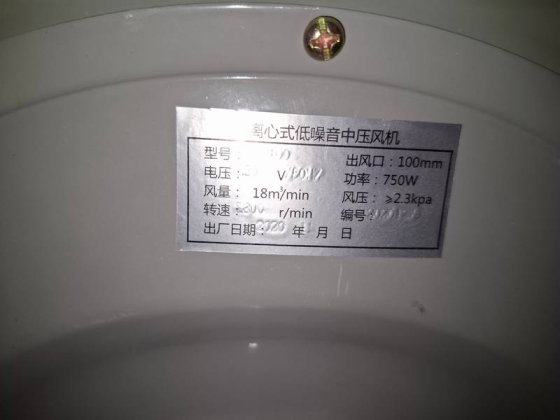 离心式低噪音中压风机
型号： 出风口：100mm
电压： V 功率：750W
风量： 18m³/min 风压： ≥2.3kpa
转速： r/min 编号：
出厂日期：2020 年 月 日